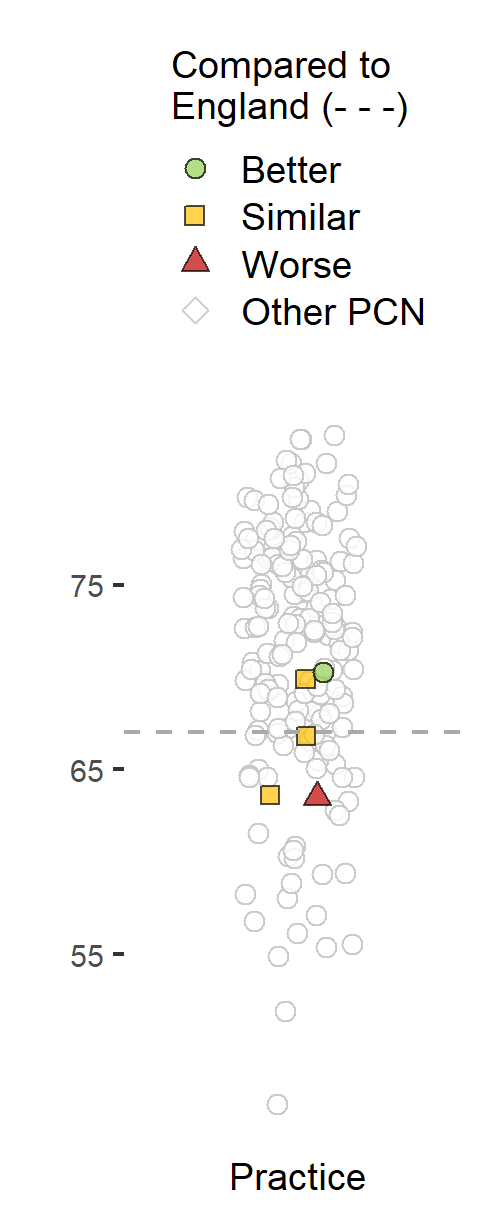 Compared to
England (- - -)
Better
Similar
Worse
Other PCN
75
65
55
Practice